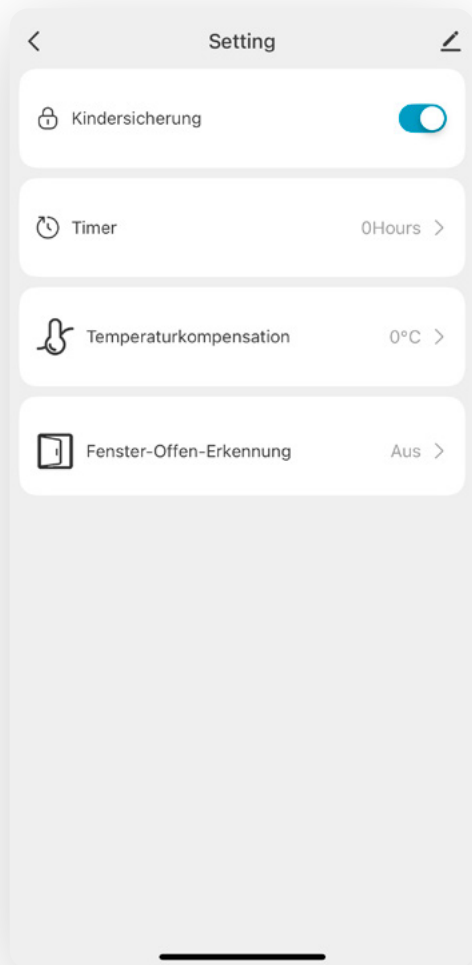 Setting
Kindersicherung
Timer 0Hours
Temperaturkompensation 0°C
Fenster-Offen-Erkennung Aus